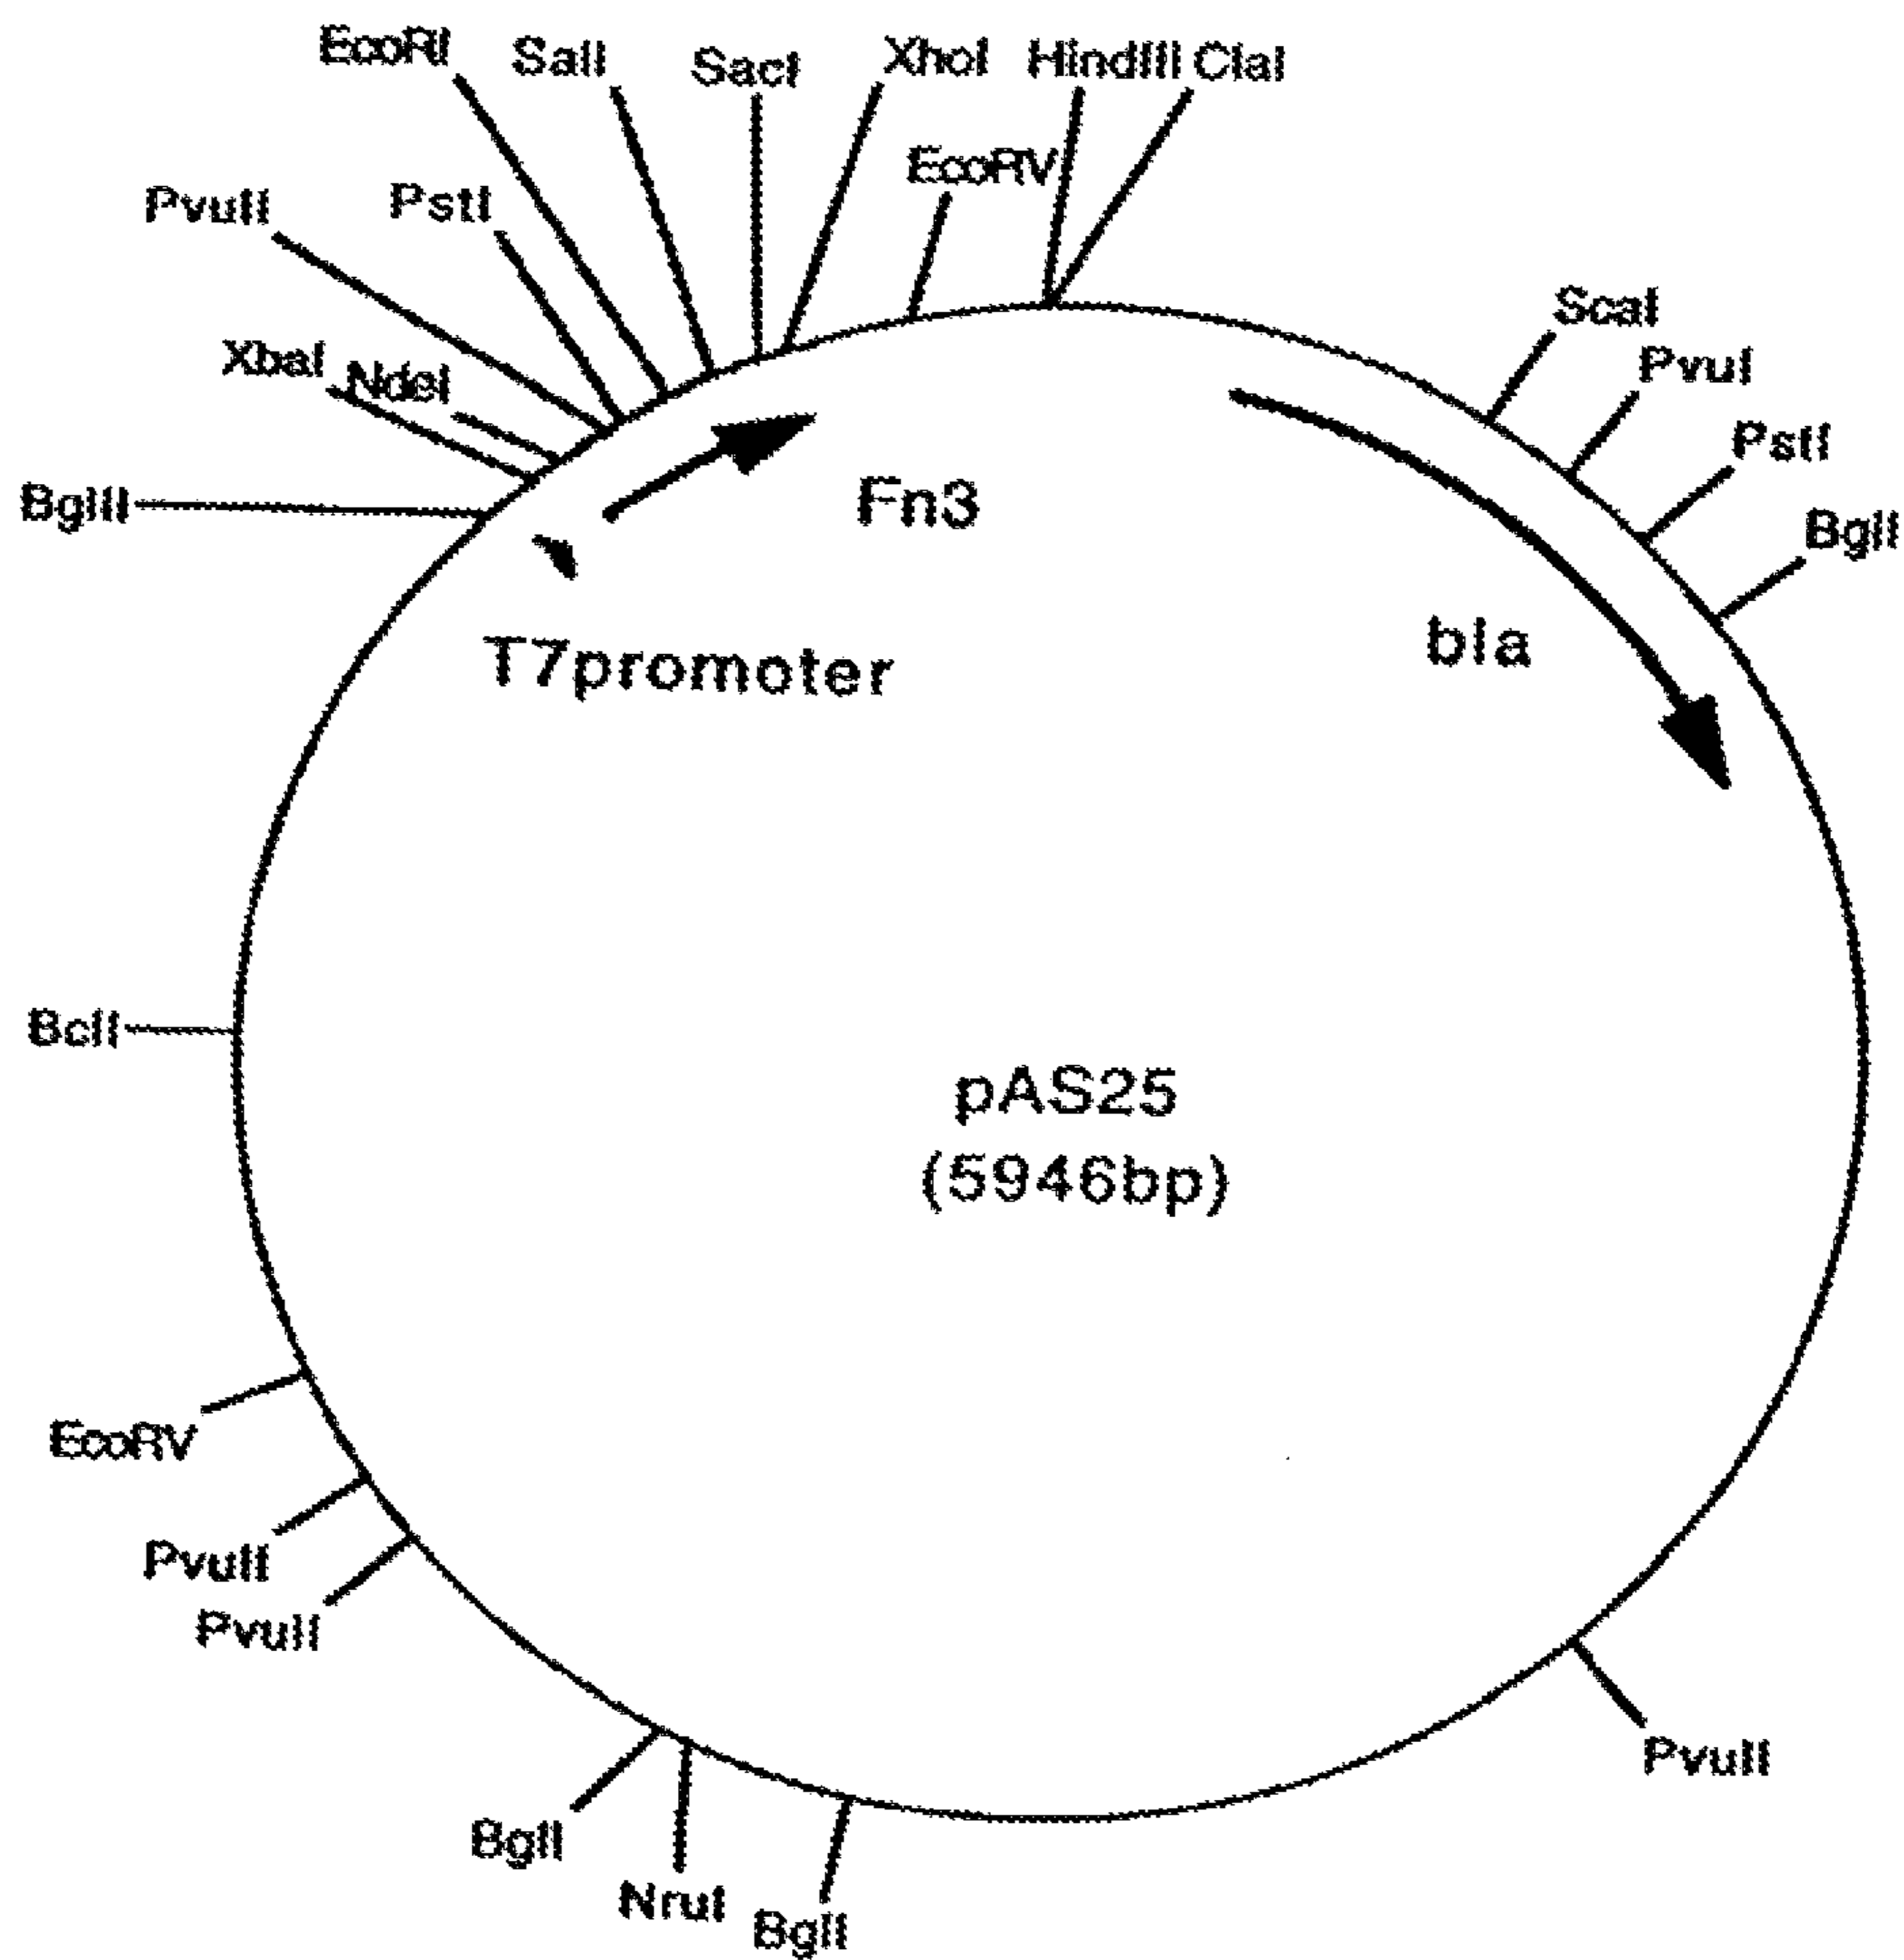 EcoRI
SalI
SacI
XhoI
HindIII ClaI
EcoRV
PvuII
PstI
XbaI
NdeI
BglII
ScaI
PvuI
PstI
BglI
Fn3
T7promoter
bla
BclI
pAS25
(5946bp)
EcoRV
PvuII
PvuII
PvuII
BglI
NruI
BglI